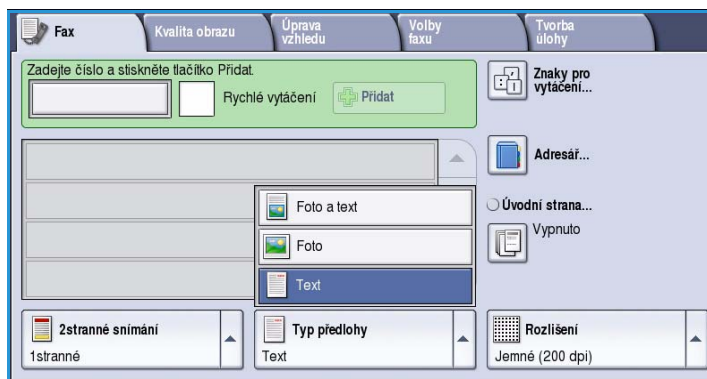 Fax
Kvalita obrazu
Úprava
vzhledu
Volby
faxu
Tvorba
úlohy
Zadejte číslo a stiskněte tlačítko Přidat.
Rychlé vytáčení
Přidat
Znaky pro
vytáčení...
Adresář...
Úvodní strana...
Vypnuto
Foto a text
Foto
Text
2stranné snímání
1stranné
Typ předlohy
Text
Rozlišení
Jemné (200 dpi)